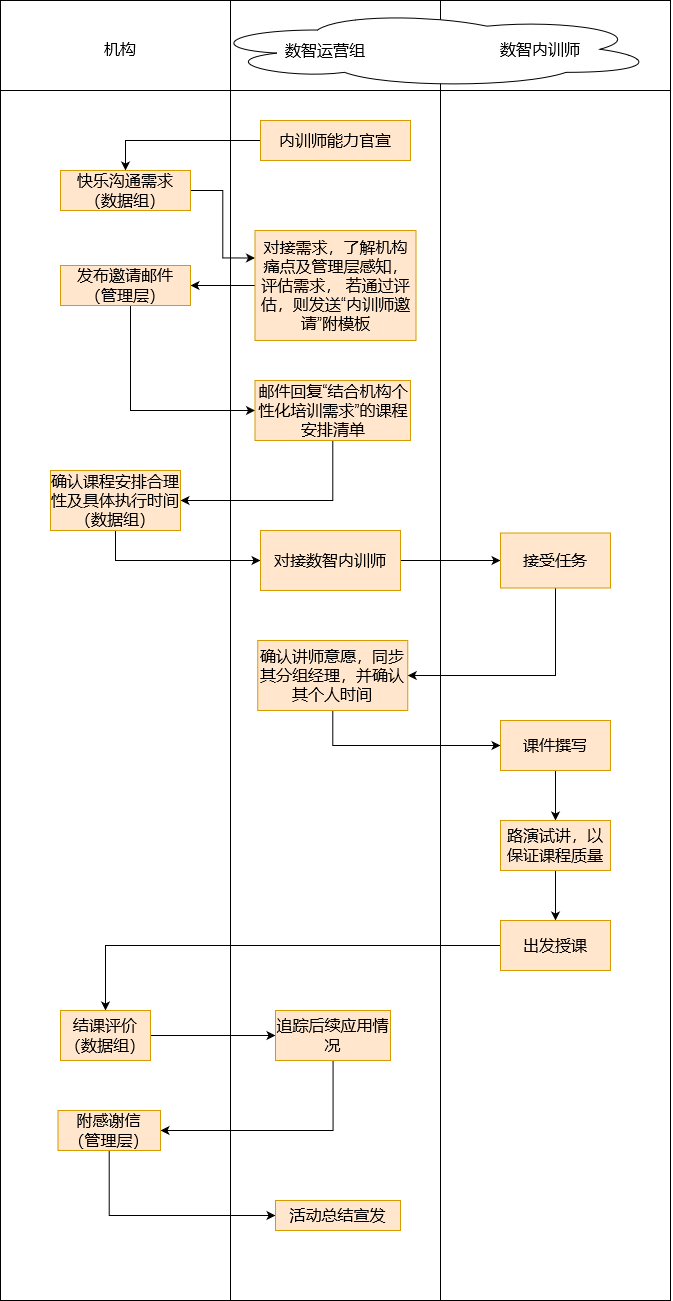 机构
数智运营组
数智内训师
内训师能力官宣
快乐沟通需求
（数据组）
对接需求，了解机构
痛点及管理层感知，
评估需求， 若通过评
估，则发送“内训师邀
请”附模板
发布邀请邮件
（管理层）
邮件回复“结合机构个
性化培训需求”的课程
安排清单
确认课程安排合理
性及具体执行时间
（数据组）
对接数智内训师
接受任务
确认讲师意愿，同步
其分组经理，并确认
其个人时间
课件撰写
路演试讲，以
保证课程质量
出发授课
结课评价
（数据组）
追踪后续应用情
况
附感谢信
（管理层）
活动总结宣发